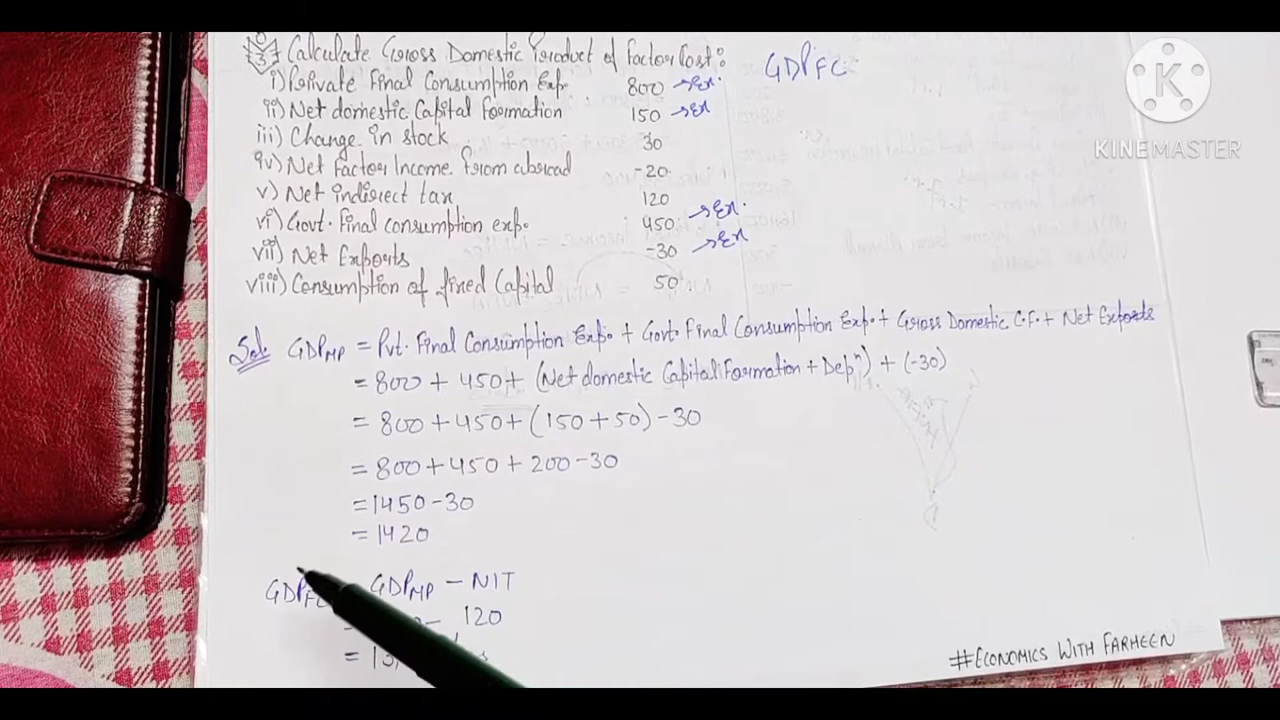 3) Calculate Gross Domestic Product of Factor Cost:
GDPFC
i) Private Final Consumption Exp. 800 → Ex.
ii) Net domestic Capital Formation 150 → Ex
iii) Change in stock 30
iv) Net Factor Income from abroad -20
v) Net indirect tax 120
vi) Govt. Final consumption exp. 450 → Ex.
vii) Net Exports -30 → Ex
viii) Consumption of fixed Capital 50
Sol. GDPMP = Pvt. Final Consumption Exp. + Govt. Final Consumption Exp. + Gross Domestic C.F. + Net Exports
= 800 + 450 + (Net domestic Capital Formation + Depⁿ) + (-30)
= 800 + 450 + (150 + 50) - 30
= 800 + 450 + 200 - 30
= 1450 - 30
= 1420
GDPFC GDPMP - NIT
- 120
=
#ECONOMICS WITH FARHEEN
K
KINEMASTER